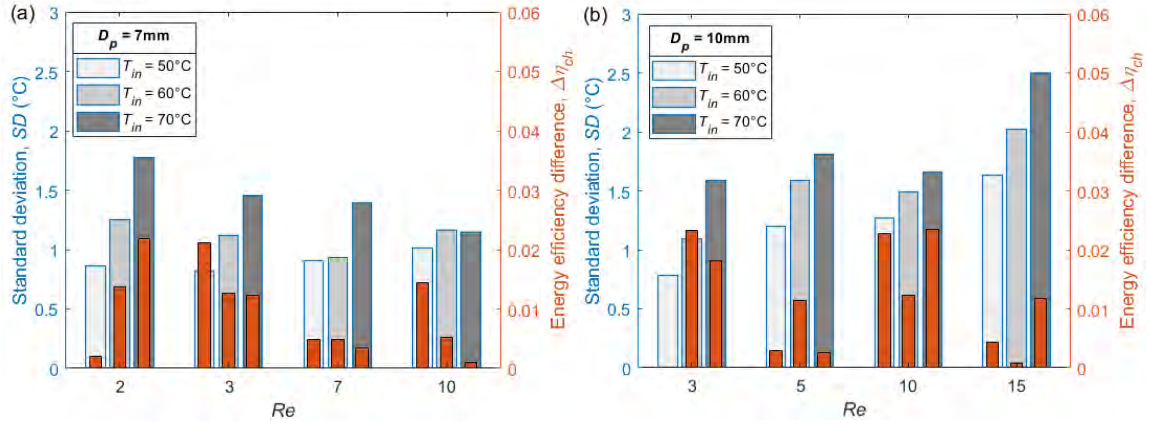 (a)
3
2.5
2
1.5
1
0.5
0
Standard deviation, SD (°C)
D_p = 7mm
T_in = 50°C
T_in = 60°C
T_in = 70°C
0.06
0.05
0.04
0.03
0.02
0.01
0
Energy efficiency difference, Δη_ch
2 3 7 10
Re
(b)
3
2.5
2
1.5
1
0.5
0
Standard deviation, SD (°C)
D_p = 10mm
T_in = 50°C
T_in = 60°C
T_in = 70°C
0.06
0.05
0.04
0.03
0.02
0.01
0
Energy efficiency difference, Δη_ch
3 5 10 15
Re